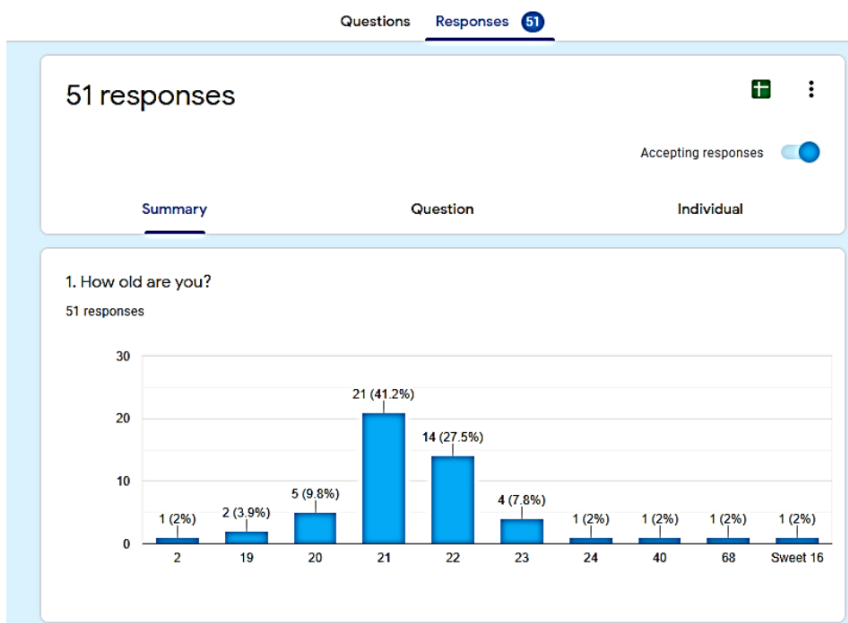 Questions Responses 51
51 responses
Accepting responses
Summary Question Individual
1. How old are you?
51 responses
30
21 (41.2%)
20
14 (27.5%)
10
5 (9.8%)
4 (7.8%)
1 (2%) 2 (3.9%) 1 (2%) 1 (2%) 1 (2%) 1 (2%)
0
2 19 20 21 22 23 24 40 68 Sweet 16